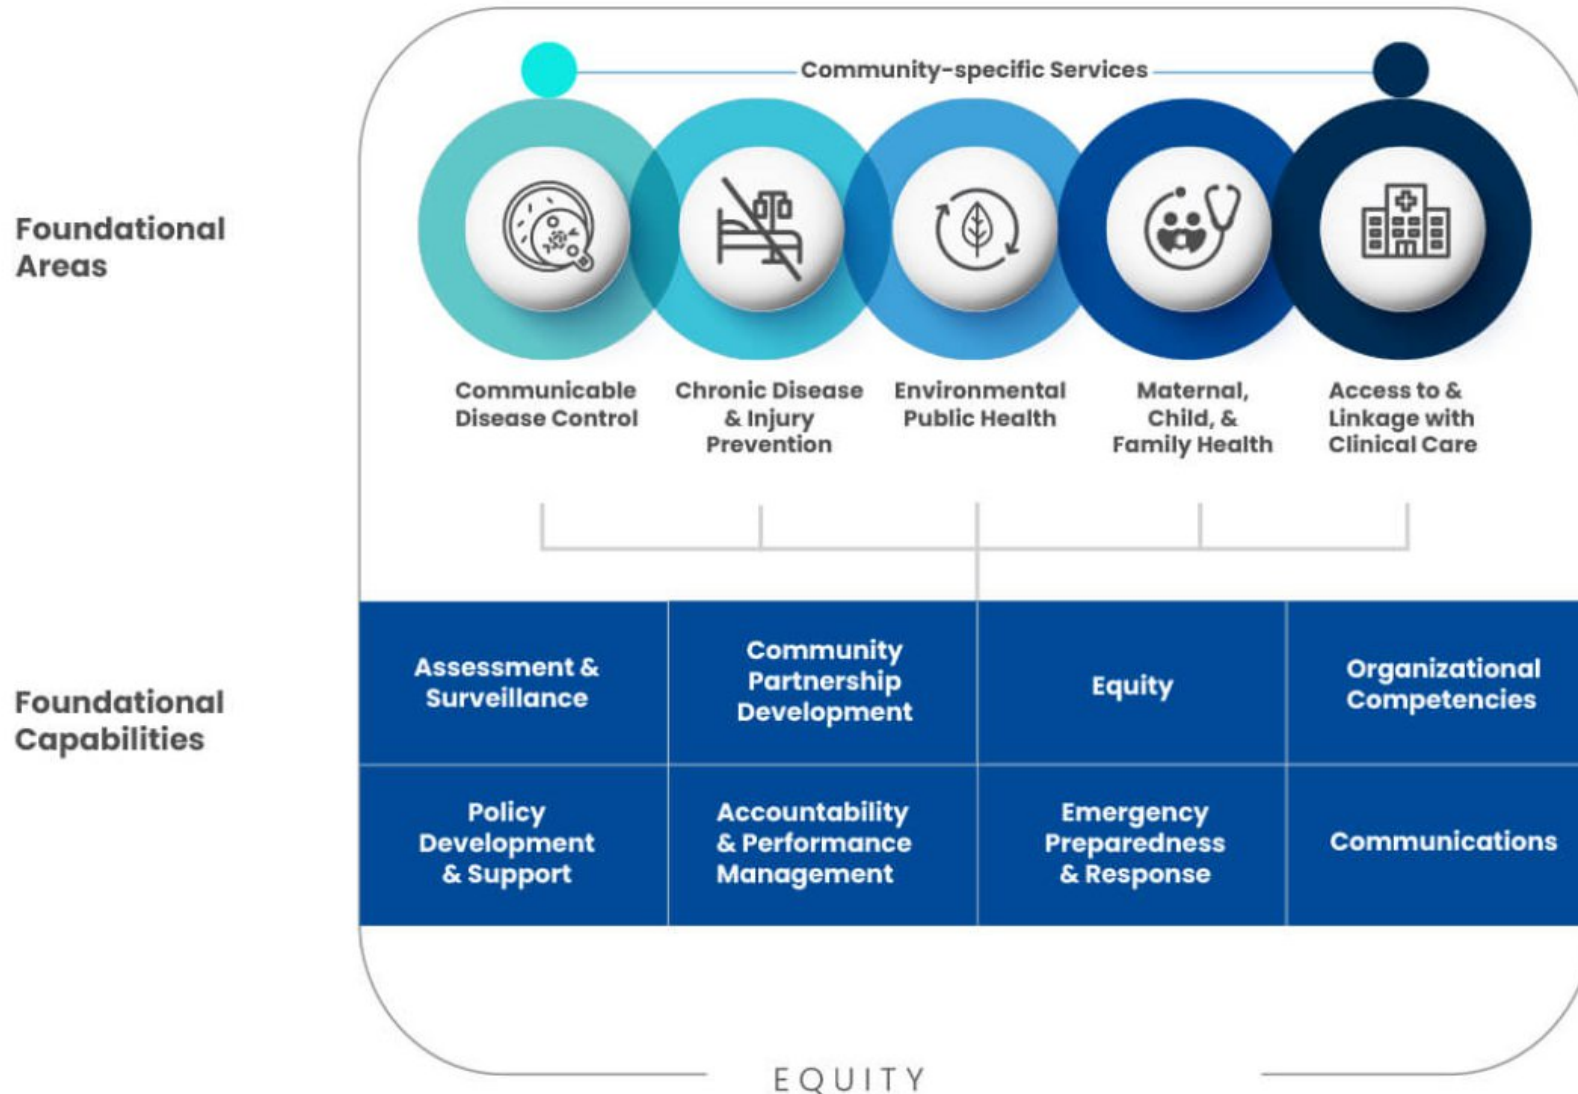 Community-specific Services
Foundational
Areas
Communicable
Disease Control
Chronic Disease
& Injury
Prevention
Environmental
Public Health
Maternal,
Child, &
Family Health
Access to &
Linkage with
Clinical Care
Foundational
Capabilities
Assessment &
Surveillance
Community
Partnership
Development
Equity
Organizational
Competencies
Policy
Development
& Support
Accountability
& Performance
Management
Emergency
Preparedness
& Response
Communications
EQUITY